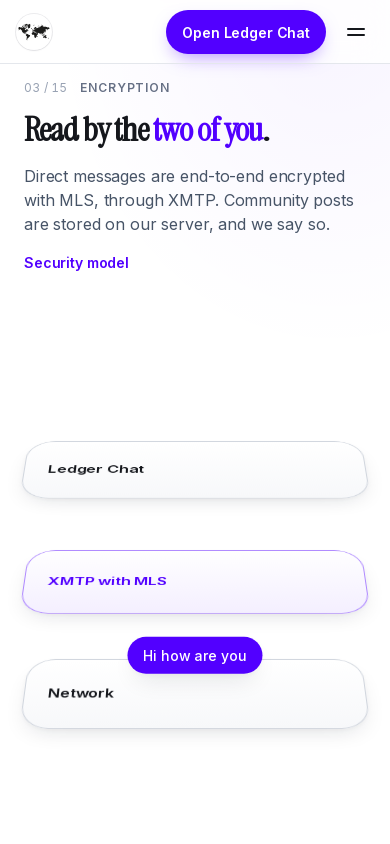 Open Ledger Chat
03 / 15 ENCRYPTION
Read by the two of you.
Direct messages are end-to-end encrypted
with MLS, through XMTP. Community posts
are stored on our server, and we say so.
Security model
Ledger Chat
XMTP with MLS
Hi how are you
Network